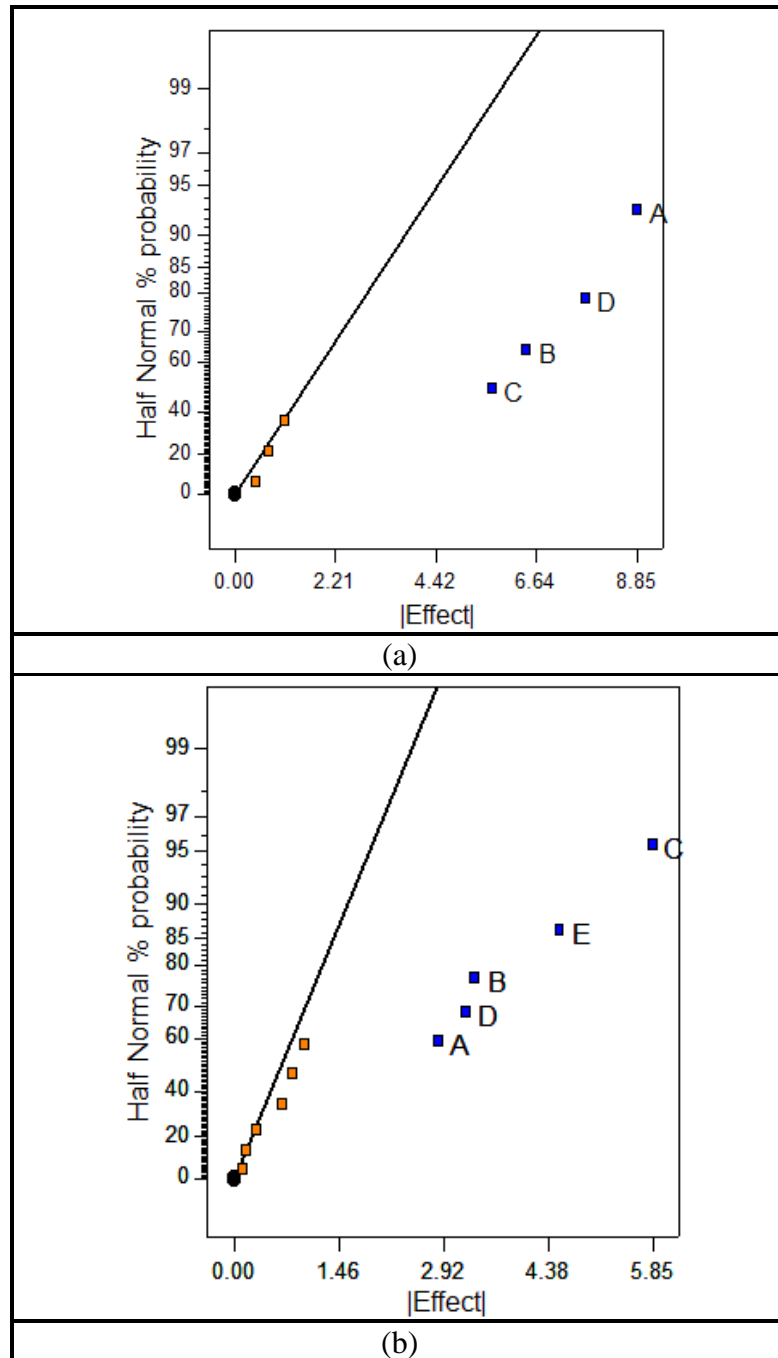 Half Normal % probability
99
97
95
90
85
80
70
60
40
20
0
A
D
B
C
0.00 2.21 4.42 6.64 8.85
|Effect|
(a)
Half Normal % probability
99
97
95
90
85
80
70
60
40
20
0
C
E
B
D
A
0.00 1.46 2.92 4.38 5.85
|Effect|
(b)